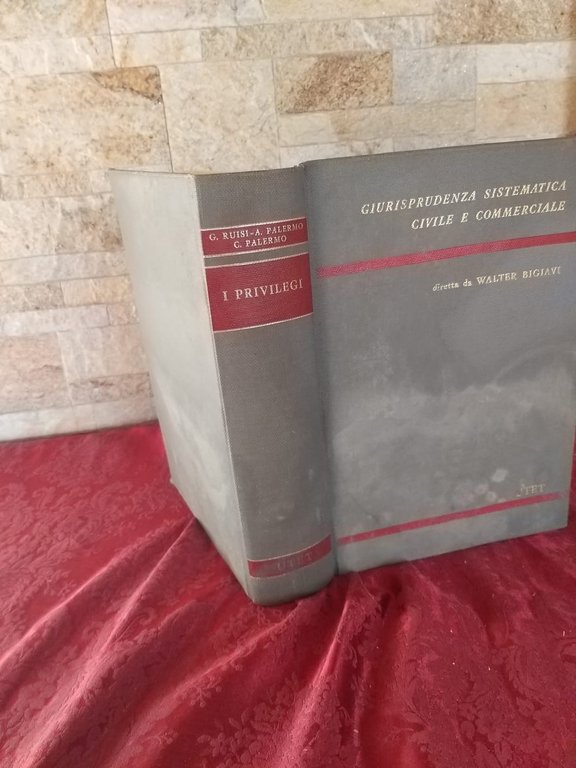 G. RUISI-A. PALERMO
C. PALERMO
I PRIVILEGI
UTET
GIURISPRUDENZA SISTEMATICA
CIVILE E COMMERCIALE
diretta da WALTER BIGIAVI
UTET